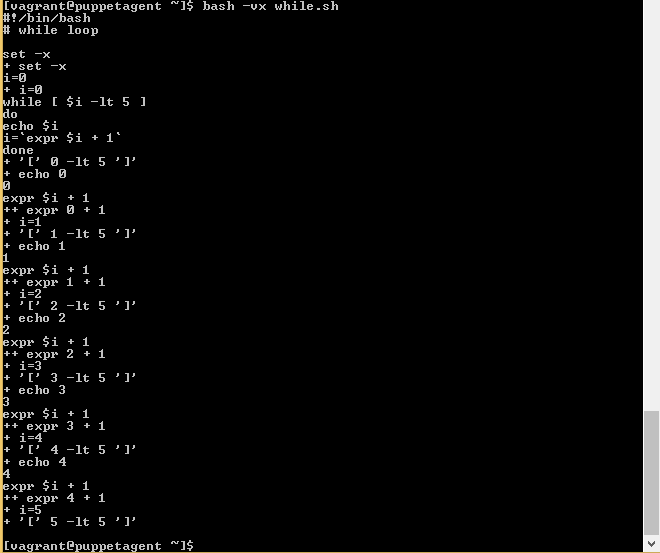 [vagrant@puppetagent ~]$ bash -vx while.sh
#!/bin/bash
# while loop
set -x
+ set -x
i=0
+ i=0
while [ $i -lt 5 ]
do
echo $i
i=`expr $i + 1`
done
+ '[' 0 -lt 5 ']'
+ echo 0
0
expr $i + 1
++ expr 0 + 1
+ i=1
+ '[' 1 -lt 5 ']'
+ echo 1
1
expr $i + 1
++ expr 1 + 1
+ i=2
+ '[' 2 -lt 5 ']'
+ echo 2
2
expr $i + 1
++ expr 2 + 1
+ i=3
+ '[' 3 -lt 5 ']'
+ echo 3
3
expr $i + 1
++ expr 3 + 1
+ i=4
+ '[' 4 -lt 5 ']'
+ echo 4
4
expr $i + 1
++ expr 4 + 1
+ i=5
+ '[' 5 -lt 5 ']'
[vagrant@puppetagent ~]$